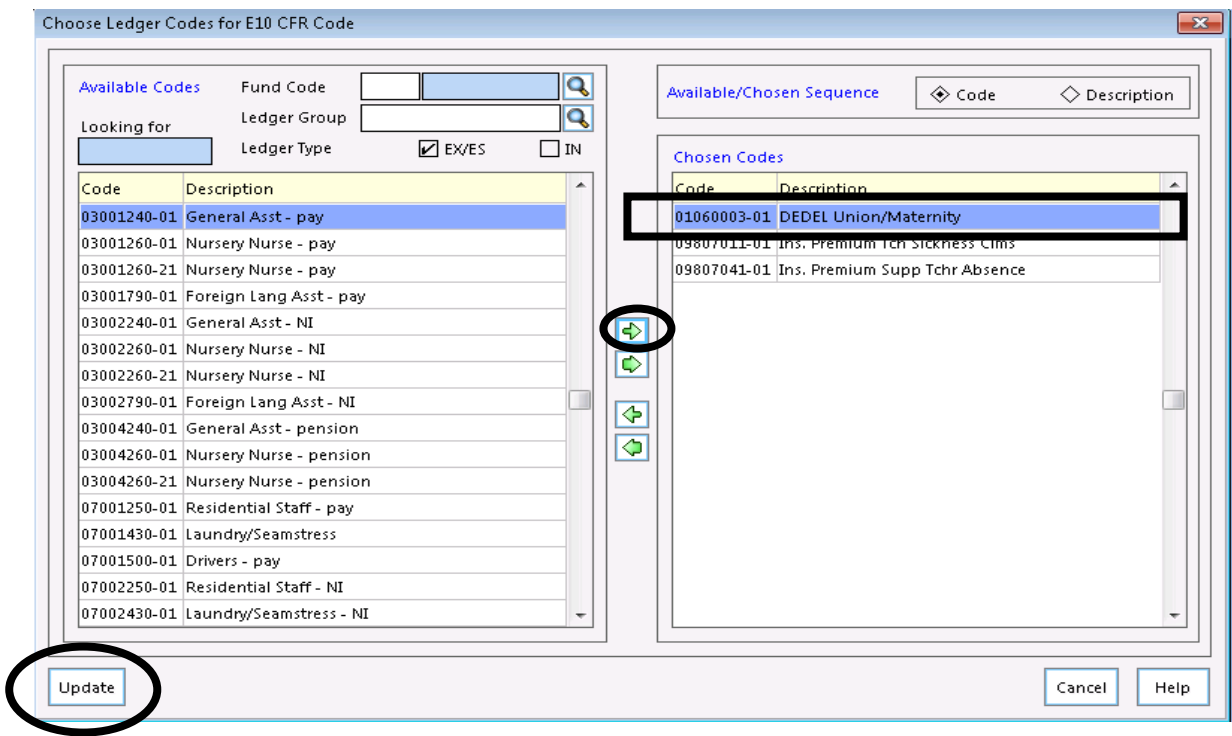 Choose Ledger Codes for E10 CFR Code
Available Codes Fund Code
Looking for Ledger Group
Ledger Type EX/ES IN
Code Description
03001240-01 General Asst - pay
03001260-01 Nursery Nurse - pay
03001260-21 Nursery Nurse - pay
03001790-01 Foreign Lang Asst - pay
03002240-01 General Asst - NI
03002260-01 Nursery Nurse - NI
03002260-21 Nursery Nurse - NI
03002790-01 Foreign Lang Asst - NI
03004240-01 General Asst - pension
03004260-01 Nursery Nurse - pension
03004260-21 Nursery Nurse - pension
07001250-01 Residential Staff - pay
07001430-01 Laundry/Seamstress
07001500-01 Drivers - pay
07002250-01 Residential Staff - NI
07002430-01 Laundry/Seamstress - NI
Available/Chosen Sequence Code Description
Chosen Codes
Code Description
01060003-01 DEDEL Union/Maternity
09807011-01 Ins. Premium Tch Sickness Clms
09807041-01 Ins. Premium Supp Tchr Absence
Update Cancel Help